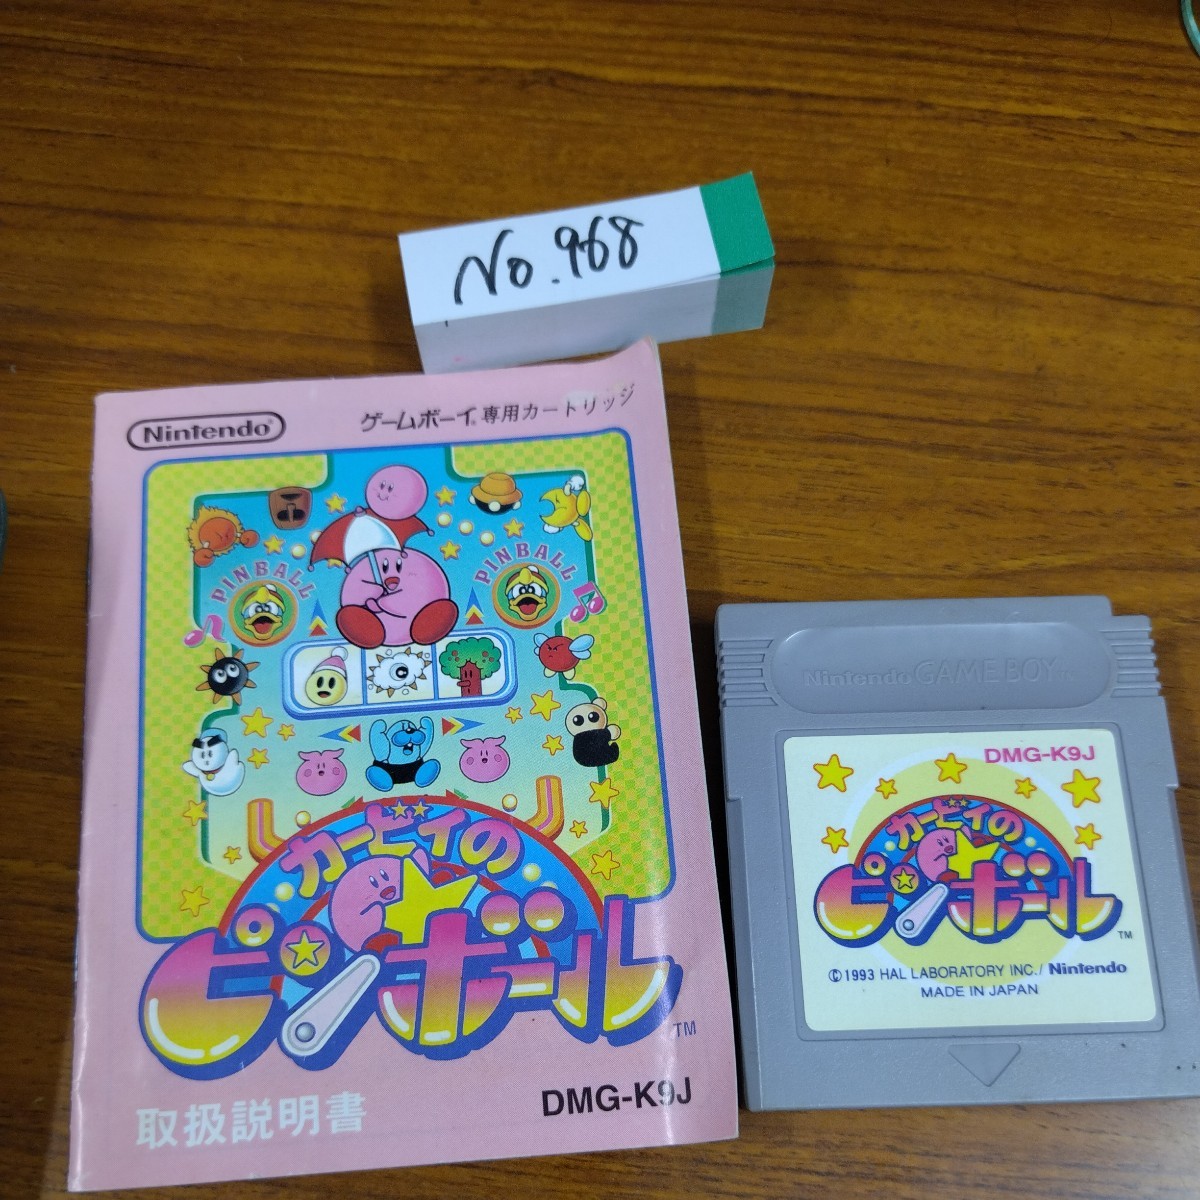 No.968
Nintendo®
ゲームボーイ®専用カートリッジ
PINBALL
PINBALL
カービィの
ピンボール
TM
取扱説明書
DMG-K9J
Nintendo GAME BOY
DMG-K9J
カービィの
ピンボール
TM
©1993 HAL LABORATORY INC./Nintendo
MADE IN JAPAN